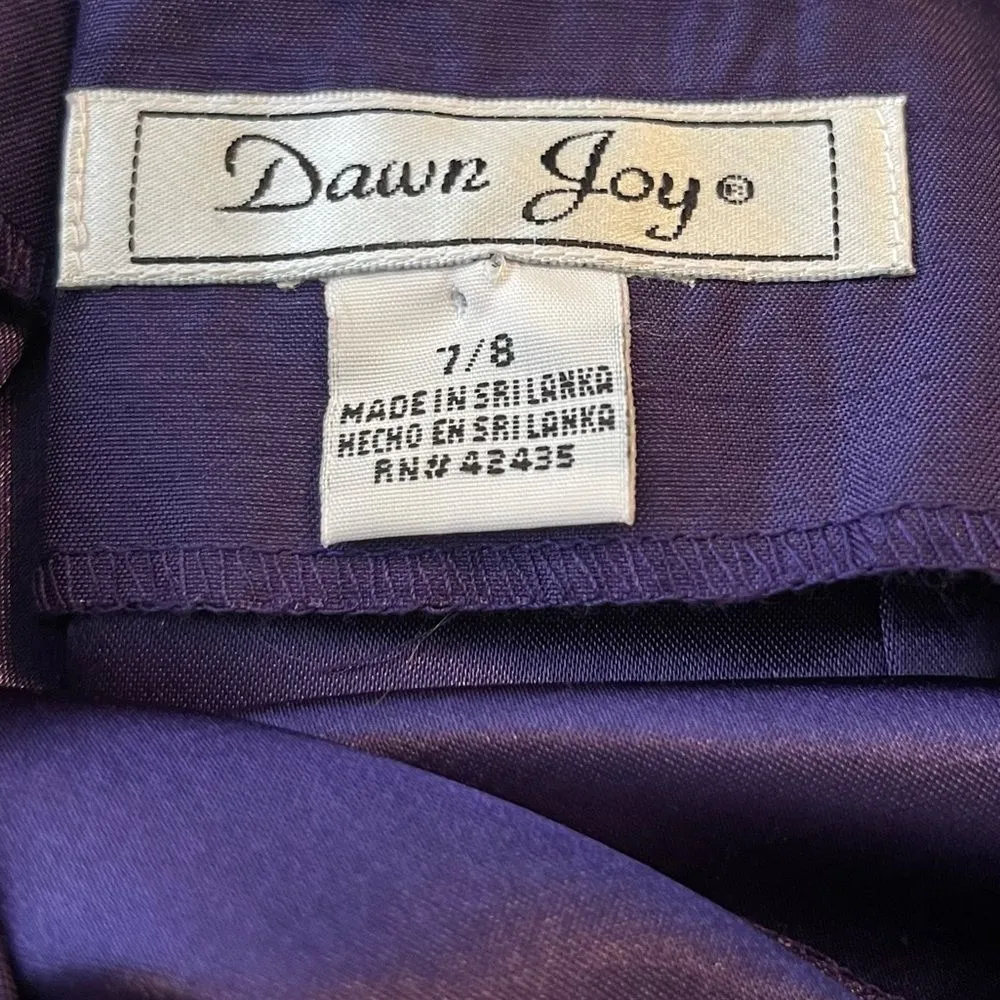 Dawn Joy ®
7/8
MADE IN SRI LANKA
HECHO EN SRI LANKA
RN# 42435